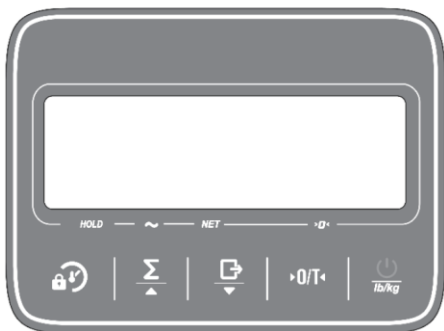 HOLD ~ NET ›0‹
Σ ›0/T‹ lb/kg